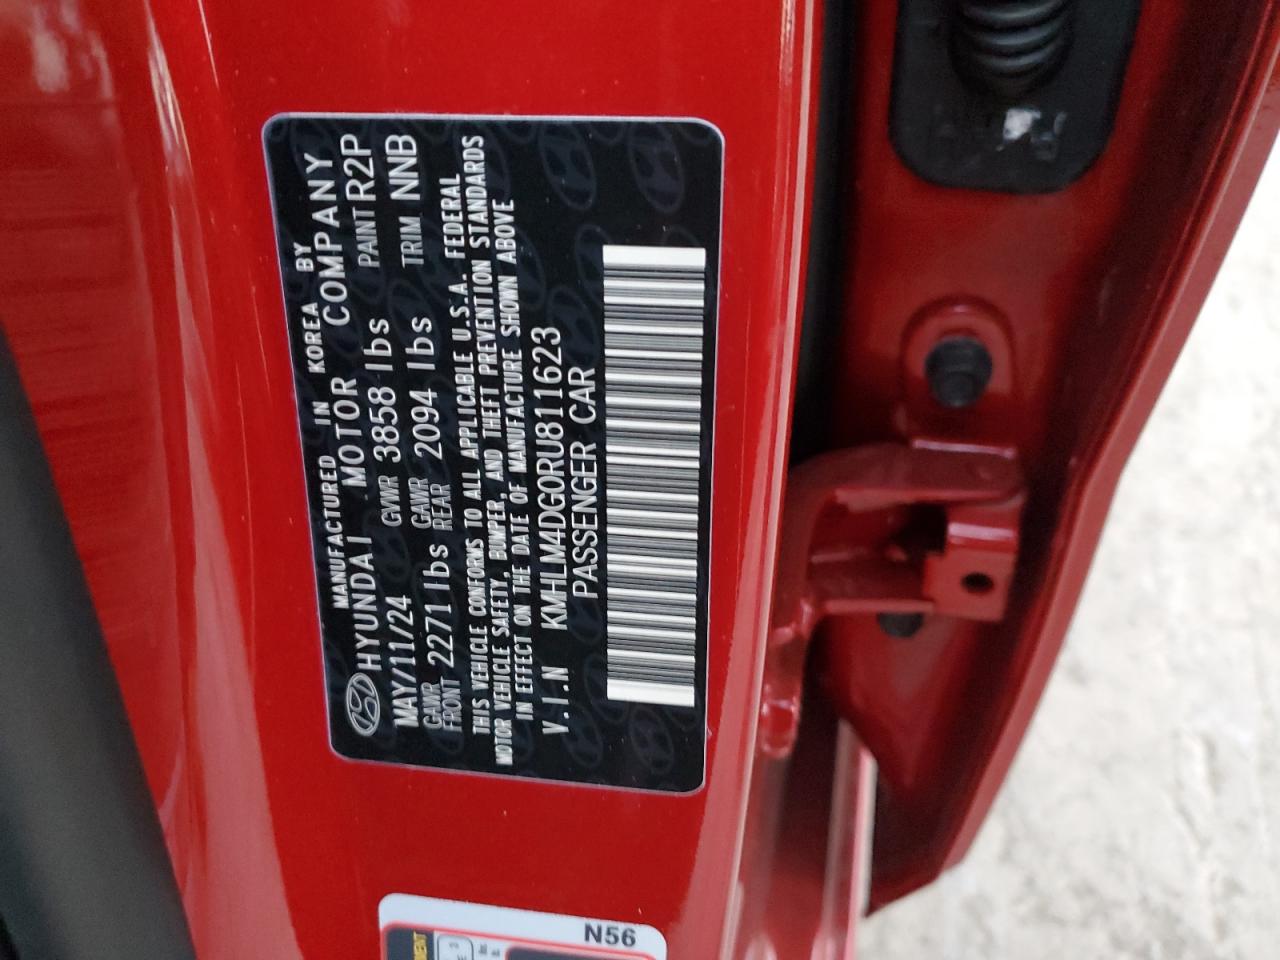 MANUFACTURED IN KOREA BY
HYUNDAI MOTOR COMPANY
MAY/11/24 GVWR 3858 lbs PAINT R2P
GAWR FRONT 2271 lbs GAWR REAR 2094 lbs TRIM NNB
THIS VEHICLE CONFORMS TO ALL APPLICABLE U.S.A. FEDERAL
MOTOR VEHICLE SAFETY, BUMPER, AND THEFT PREVENTION STANDARDS
IN EFFECT ON THE DATE OF MANUFACTURE SHOWN ABOVE
V.I.N KMHLM4DG0RU811623
PASSENGER CAR
N56